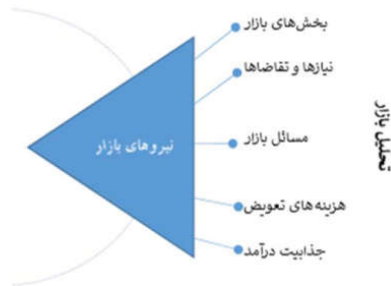 بخش‌های بازار
نیازها و تقاضاها
مسائل بازار
هزینه های تعویض
جذابیت درآمد
نیروهای بازار
تحلیل بازار